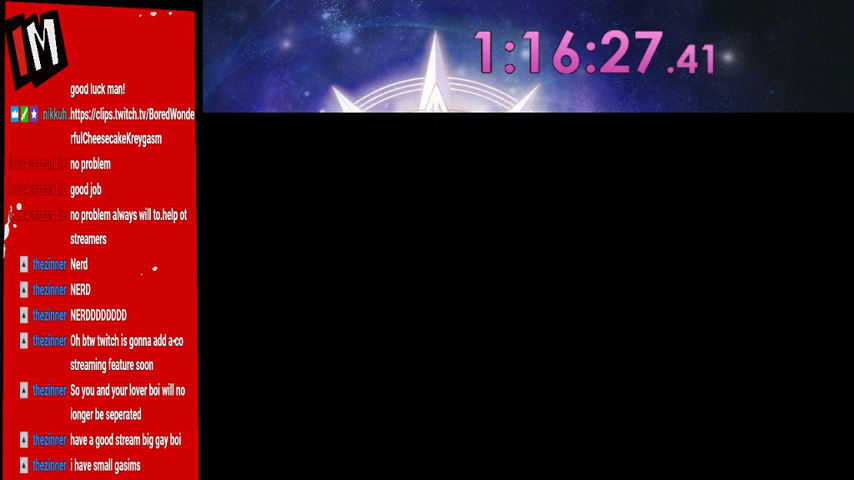 IM
1:16:27.41
good luck man!
nikkuh. https://clips.twitch.tv/BoredWonde
rfulCheesecakeKreygasm
no problem
good job
no problem always will to.help ot
streamers
thezinner Nerd
thezinner NERD
thezinner NERDDDDDDDD
thezinner Oh btw twitch is gonna add a-co
streaming feature soon
thezinner So you and your lover boi will no
longer be seperated
thezinner have a good stream big gay boi
thezinner i have small gasims